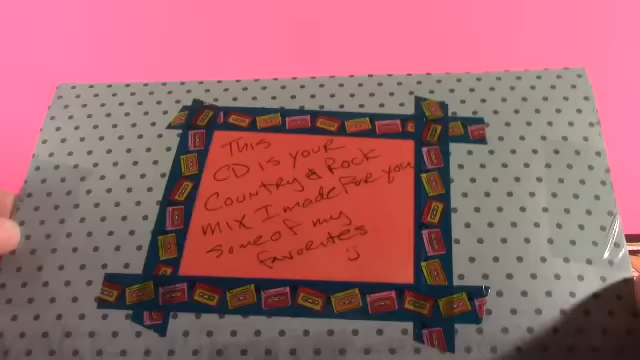 This
CD is your
Country & Rock
mix I made for you
some of my
favorites :)